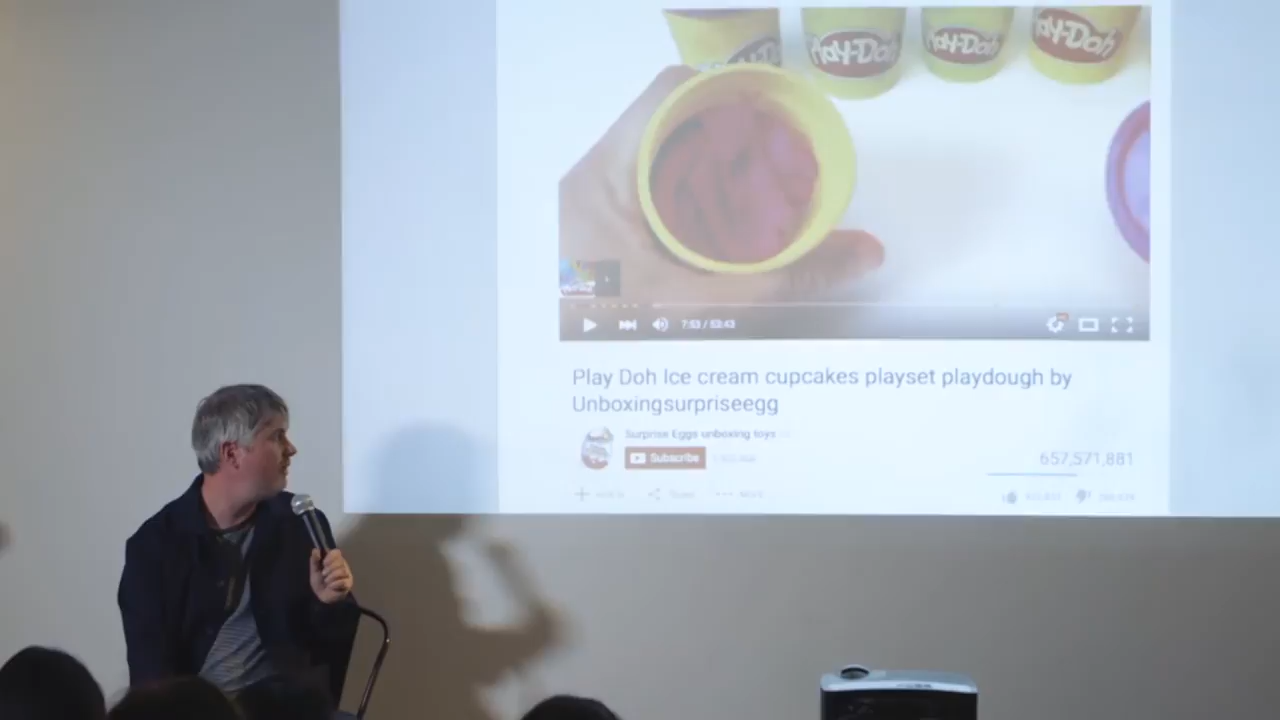 Play-Doh
Play-Doh
Play-Doh
7:53 / 53:43
Play Doh Ice cream cupcakes playset playdough by
Unboxingsurpriseegg
Surprise Eggs unboxing toys
Subscribe
657,571,881
Share